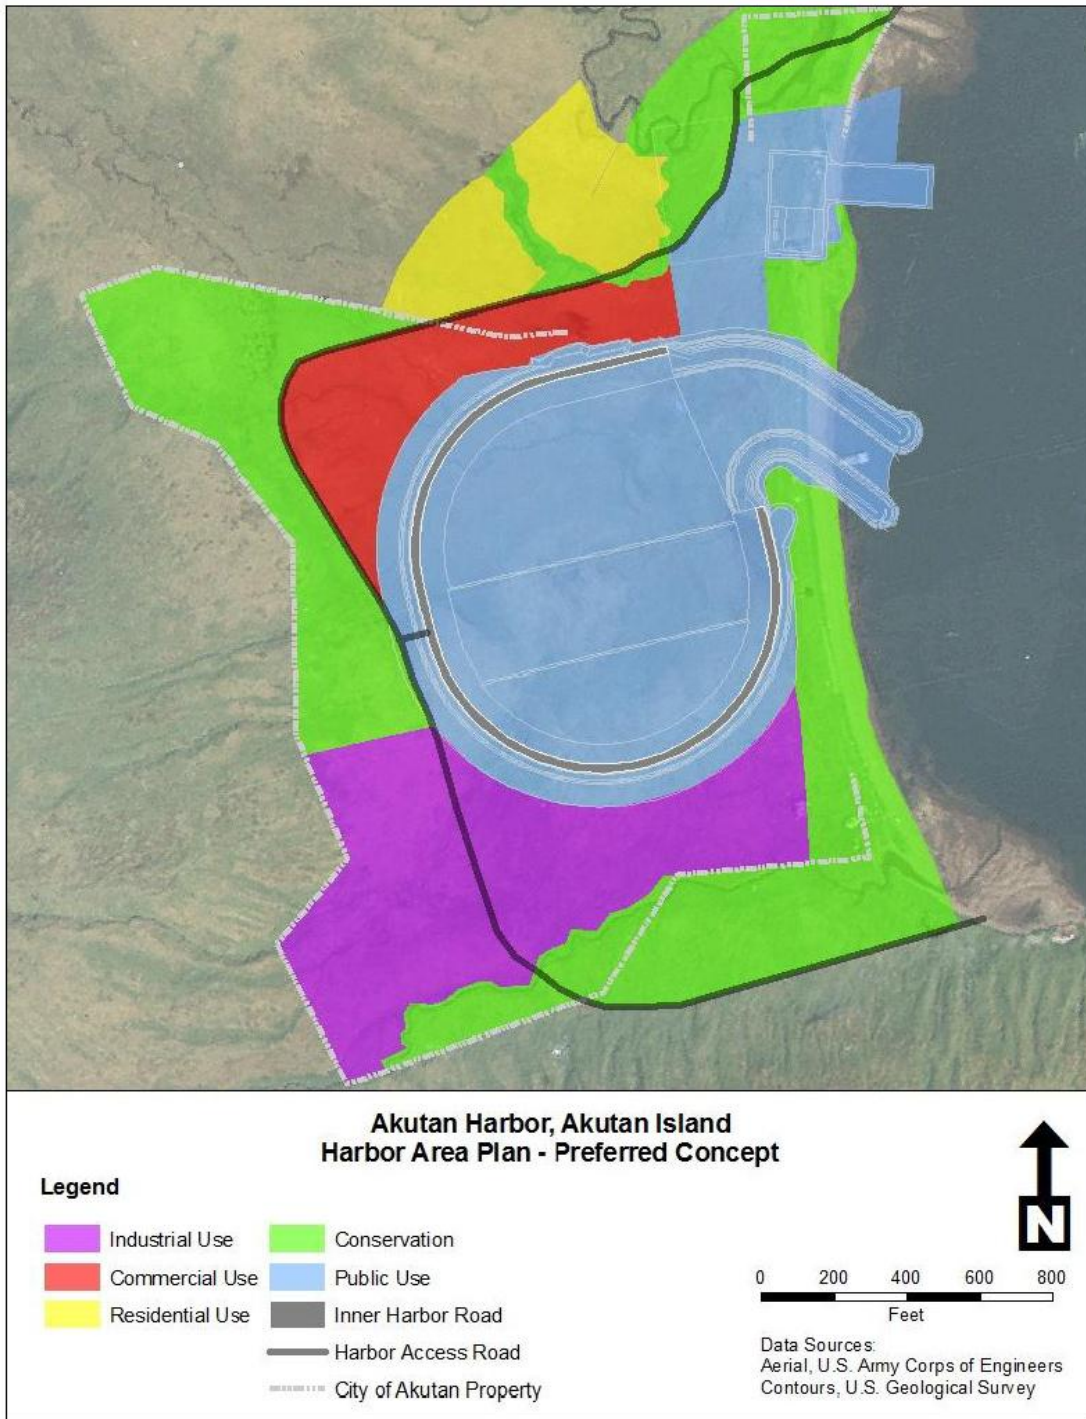 Akutan Harbor, Akutan Island
Harbor Area Plan - Preferred Concept
Legend
Industrial Use
Commercial Use
Residential Use
Conservation
Public Use
Inner Harbor Road
Harbor Access Road
City of Akutan Property
N
0 200 400 600 800
Feet
Data Sources:
Aerial, U.S. Army Corps of Engineers
Contours, U.S. Geological Survey